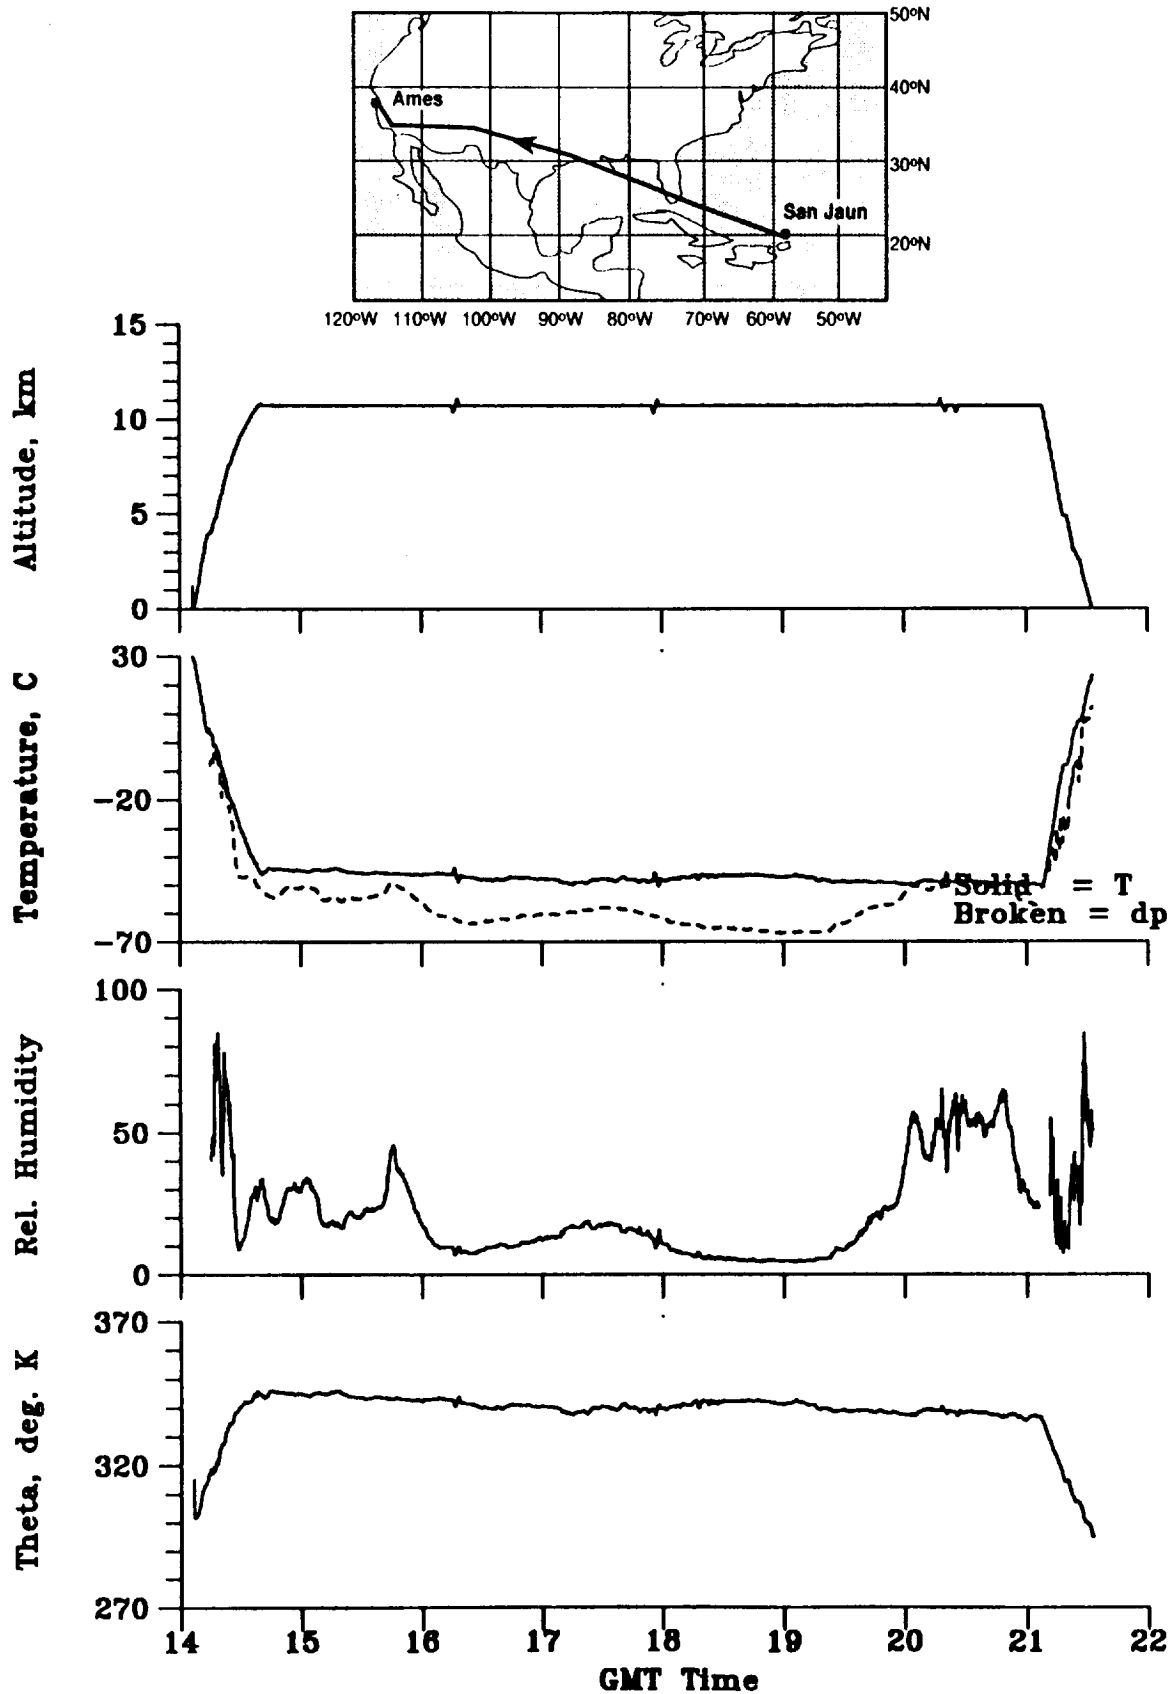 50°N
Ames
40°N
30°N
San Jaun
20°N
120°W 110°W 100°W 90°W 80°W 70°W 60°W 50°W
15
10
5
0
Altitude, km
30
-20
-70
Temperature, C
Solid = T
Broken = dp
100
50
0
Rel. Humidity
370
320
270
Theta, deg. K
14 15 16 17 18 19 20 21 22
GMT Time